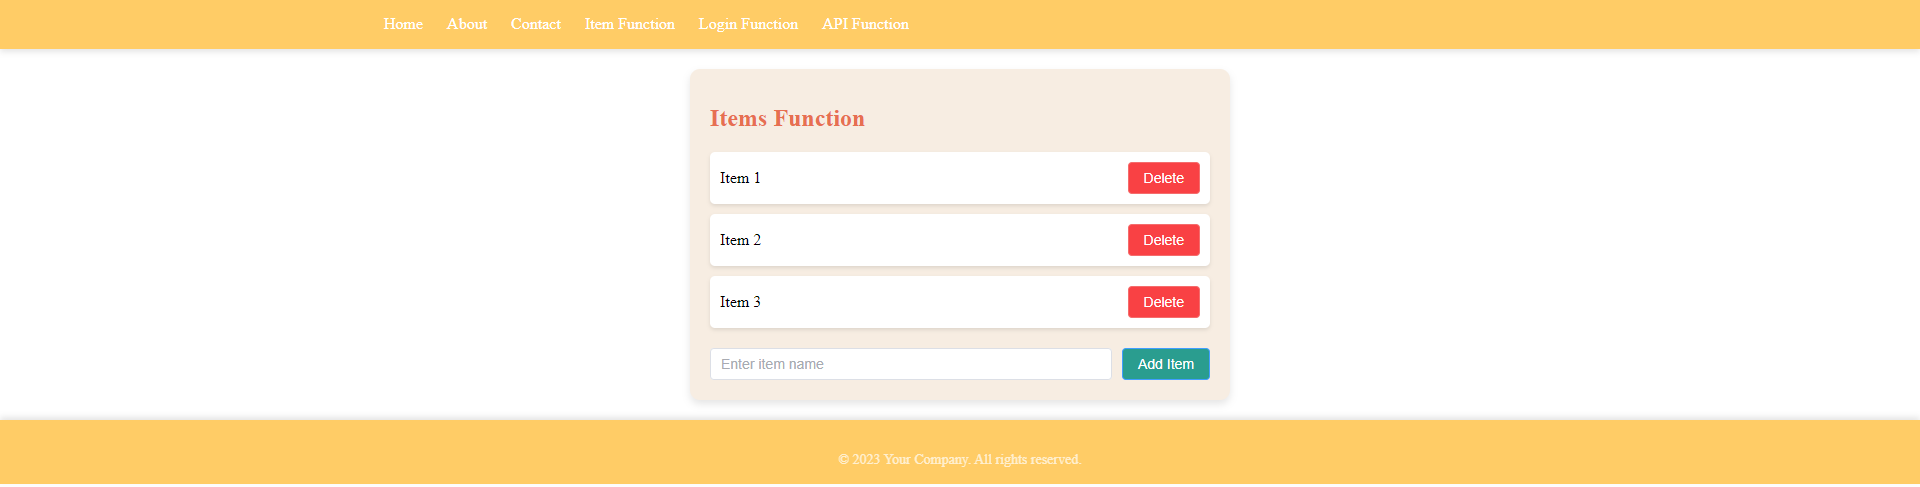 Home About Contact Item Function Login Function API Function
Items Function
Item 1 Delete
Item 2 Delete
Item 3 Delete
Enter item name Add Item
© 2023 Your Company. All rights reserved.